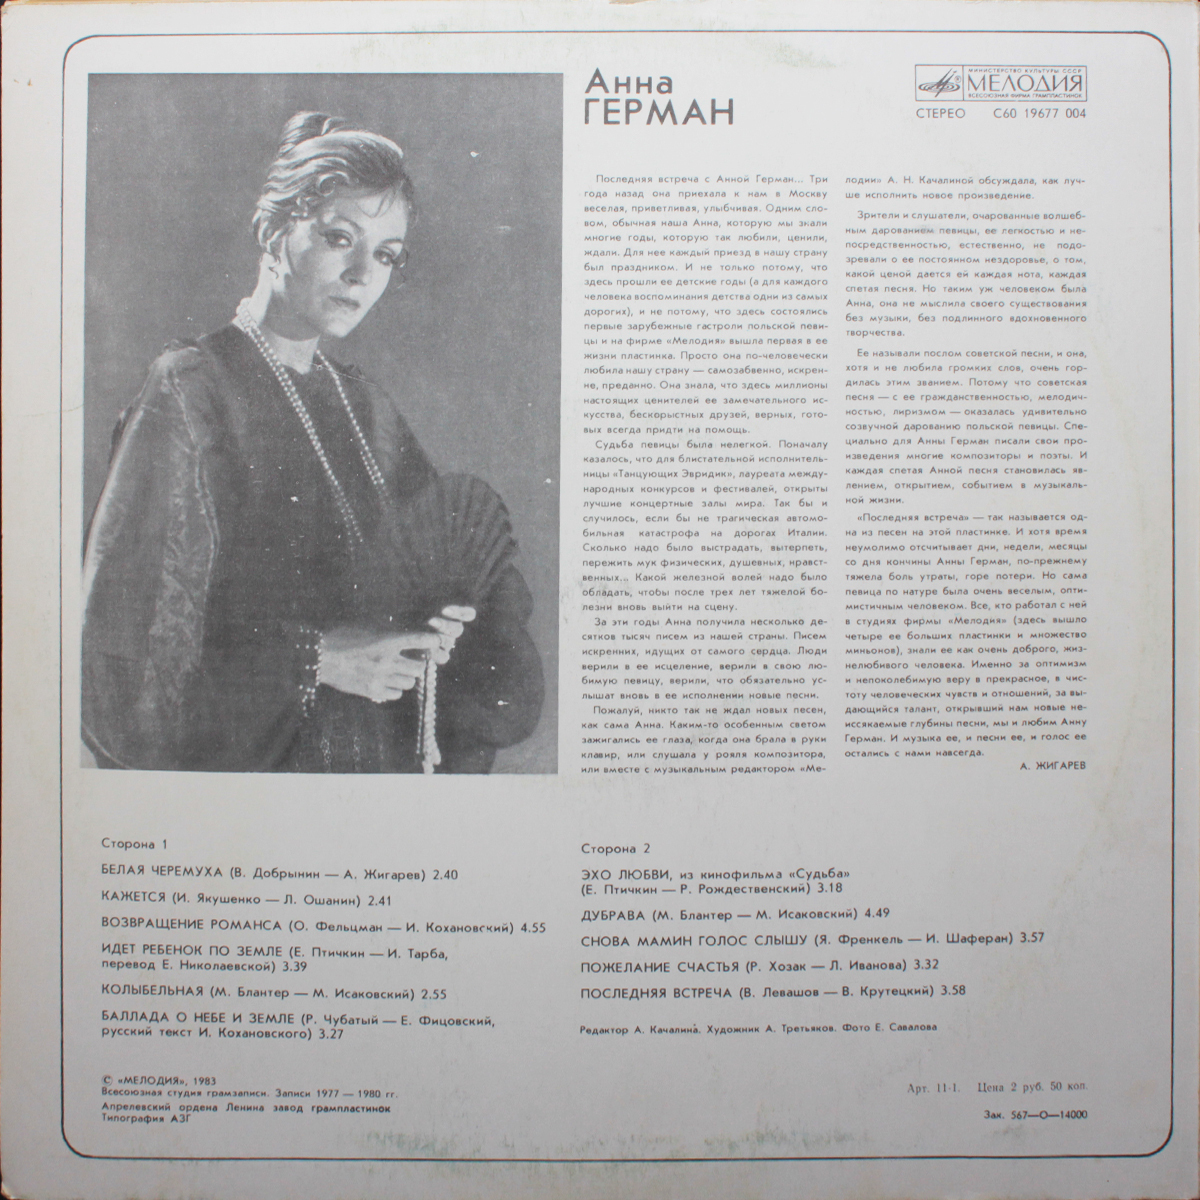 Анна
ГЕРМАН
МИНИСТЕРСТВО КУЛЬТУРЫ СССР
МЕЛОДИЯ
ВСЕСОЮЗНАЯ ФИРМА ГРАМПЛАСТИНОК
СТЕРЕО С60 19677 004
Последняя встреча с Анной Герман... Три
года назад она приехала к нам в Москву
веселая, приветливая, улыбчивая. Одним сло-
вом, обычная наша Анна, которую мы знали
многие годы, которую так любили, ценили,
ждали. Для нее каждый приезд в нашу страну
был праздником. И не только потому, что
здесь прошли ее детские годы (а для каждого
человека воспоминания детства одни из самых
дорогих), и не потому, что здесь состоялись
первые зарубежные гастроли польской певи-
цы и на фирме «Мелодия» вышла первая в ее
жизни пластинка. Просто она по-человечески
любила нашу страну — самозабвенно, искрен-
не, преданно. Она знала, что здесь миллионы
настоящих ценителей ее замечательного ис-
кусства, бескорыстных друзей, верных, гото-
вых всегда придти на помощь.
Судьба певицы была нелегкой. Поначалу
казалось, что для блистательной исполнитель-
ницы «Танцующих Эвридик», лауреата между-
народных конкурсов и фестивалей, открыты
лучшие концертные залы мира. Так бы и
случилось, если бы не трагическая автомо-
бильная катастрофа на дорогах Италии.
Сколько надо было выстрадать, вытерпеть,
пережить мук физических, душевных, нравст-
венных... Какой железной волей надо было
обладать, чтобы после трех лет тяжелой бо-
лезни вновь выйти на сцену.
За эти годы Анна получила несколько де-
сятков тысяч писем из нашей страны. Писем
искренних, идущих от самого сердца. Люди
верили в ее исцеление, верили в свою лю-
бимую певицу, верили, что обязательно ус-
лышат вновь в ее исполнении новые песни.
Пожалуй, никто так не ждал новых песен,
как сама Анна. Каким-то особенным светом
зажигались ее глаза, когда она брала в руки
клавир, или слушала у рояля композитора,
или вместе с музыкальным редактором «Ме-
лодии» А. Н. Качалиной обсуждала, как луч-
ше исполнить новое произведение.
Зрители и слушатели, очарованные волшеб-
ным дарованием певицы, ее легкостью и не-
посредственностью, естественно, не подо-
зревали о ее постоянном нездоровье, о том,
какой ценой дается ей каждая нота, каждая
спетая песня. Но таким уж человеком была
Анна, она не мыслила своего существования
без музыки, без подлинного вдохновенного
творчества.
Ее называли послом советской песни, и она,
хотя и не любила громких слов, очень гор-
дилась этим званием. Потому что советская
песня — с ее гражданственностью, мелодич-
ностью, лиризмом — оказалась удивительно
созвучной дарованию польской певицы. Спе-
циально для Анны Герман писали свои про-
изведения многие композиторы и поэты. И
каждая спетая Анной песня становилась яв-
лением, открытием, событием в музыкаль-
ной жизни.
«Последняя встреча» — так называется од-
на из песен на этой пластинке. И хотя время
неумолимо отсчитывает дни, недели, месяцы
со дня кончины Анны Герман, по-прежнему
тяжела боль утраты, горе потери. Но сама
певица по натуре была очень веселым, опти-
мистичным человеком. Все, кто работал с ней
в студиях фирмы «Мелодия» (здесь вышло
четыре ее больших пластинки и множество
миньонов), знали ее как очень доброго, жиз-
нелюбивого человека. Именно за оптимизм
и непоколебимую веру в прекрасное, в чис-
тоту человеческих чувств и отношений, за вы-
дающийся талант, открывший нам новые не-
иссякаемые глубины песни, мы и любим Анну
Герман. И музыка ее, и песни ее, и голос ее
остались с нами навсегда.
А. ЖИГАРЕВ
Сторона 1
БЕЛАЯ ЧЕРЕМУХА (В. Добрынин — А. Жигарев) 2.40
КАЖЕТСЯ (И. Якушенко — Л. Ошанин) 2.41
ВОЗВРАЩЕНИЕ РОМАНСА (О. Фельцман — И. Кохановский) 4.55
ИДЕТ РЕБЕНОК ПО ЗЕМЛЕ (Е. Птичкин — И. Тарба,
перевод Е. Николаевской) 3.39
КОЛЫБЕЛЬНАЯ (М. Блантер — М. Исаковский) 2.55
БАЛЛАДА О НЕБЕ И ЗЕМЛЕ (Р. Чубатый — Е. Фицовский,
русский текст И. Кохановского) 3.27
Сторона 2
ЭХО ЛЮБВИ, из кинофильма «Судьба»
(Е. Птичкин — Р. Рождественский) 3.18
ДУБРАВА (М. Блантер — М. Исаковский) 4.49
СНОВА МАМИН ГОЛОС СЛЫШУ (Я. Френкель — И. Шаферан) 3.57
ПОЖЕЛАНИЕ СЧАСТЬЯ (Р. Хозак — Л. Иванова) 3.32
ПОСЛЕДНЯЯ ВСТРЕЧА (В. Левашов — В. Крутецкий) 3.58
Редактор А. Качалина. Художник А. Третьяков. Фото Е. Савалова
© «МЕЛОДИЯ», 1983
Всесоюзная студия грамзаписи. Записи 1977 — 1980 гг.
Апрелевский ордена Ленина завод грампластинок
Типография АЗГ
Арт. 11-1. Цена 2 руб. 50 коп.
Зак. 567—О—14000